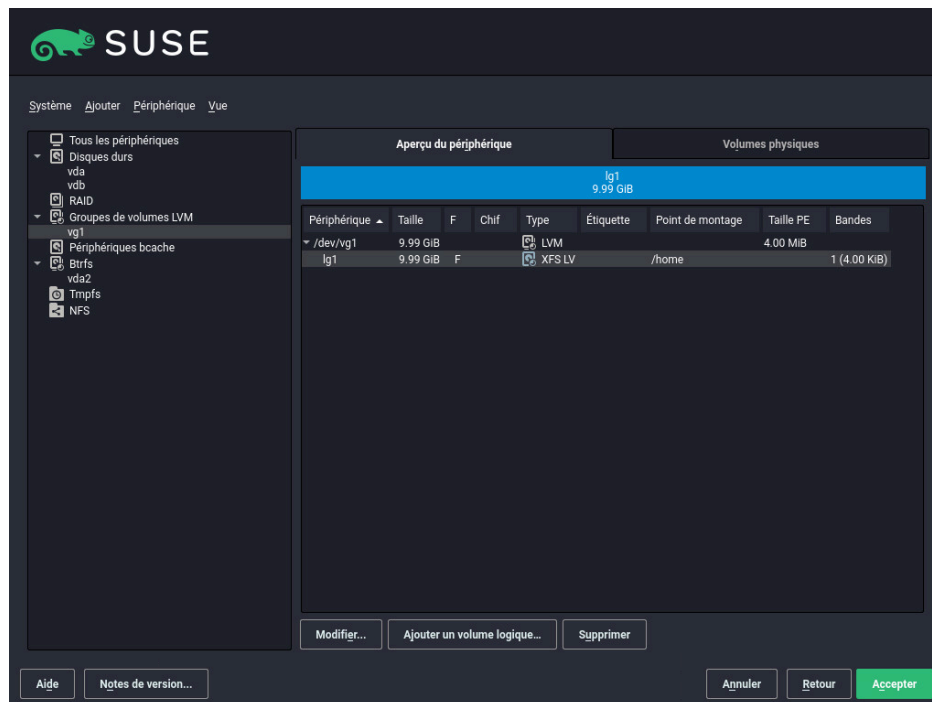 SUSE
Système Ajouter Périphérique Vue
Tous les périphériques
Disques durs
vda
vdb
RAID
Groupes de volumes LVM
vg1
Périphériques bcache
Btrfs
vda2
Tmpfs
NFS
Aperçu du périphérique Volumes physiques
lg1
9.99 GiB
Périphérique Taille F Chif Type Étiquette Point de montage Taille PE Bandes
/dev/vg1 9.99 GiB LVM 4.00 MiB
lg1 9.99 GiB F XFS LV /home 1 (4.00 KiB)
Modifier... Ajouter un volume logique... Supprimer
Aide Notes de version... Annuler Retour Accepter